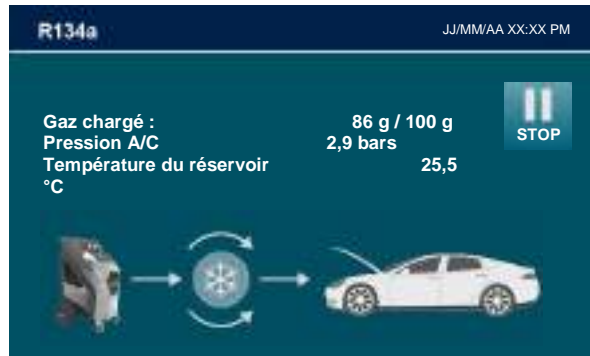 R134a JJ/MM/AA XX:XX PM
Gaz chargé : 86 g / 100 g
STOP
Pression A/C 2,9 bars
Température du réservoir 25,5
°C